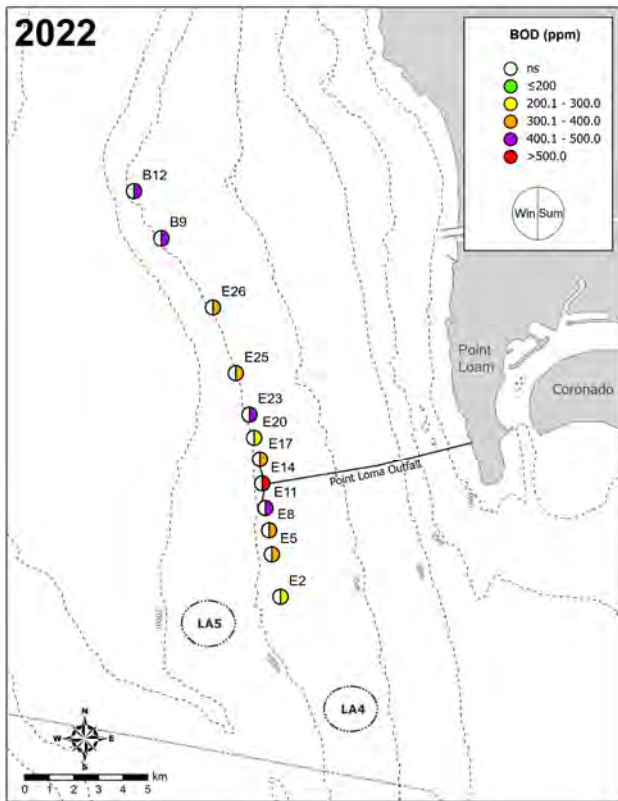 2022
BOD (ppm)
ns
≤200
200.1 - 300.0
300.1 - 400.0
400.1 - 500.0
>500.0
Win Sum
B12
B9
E26
E25
E23
E20
E17
E14
E11
E8
E5
E2
Point
Loam
Coronado
Point Loma Outfall
LA5
LA4
N
W E
S
0 1 2 3 4 5 km